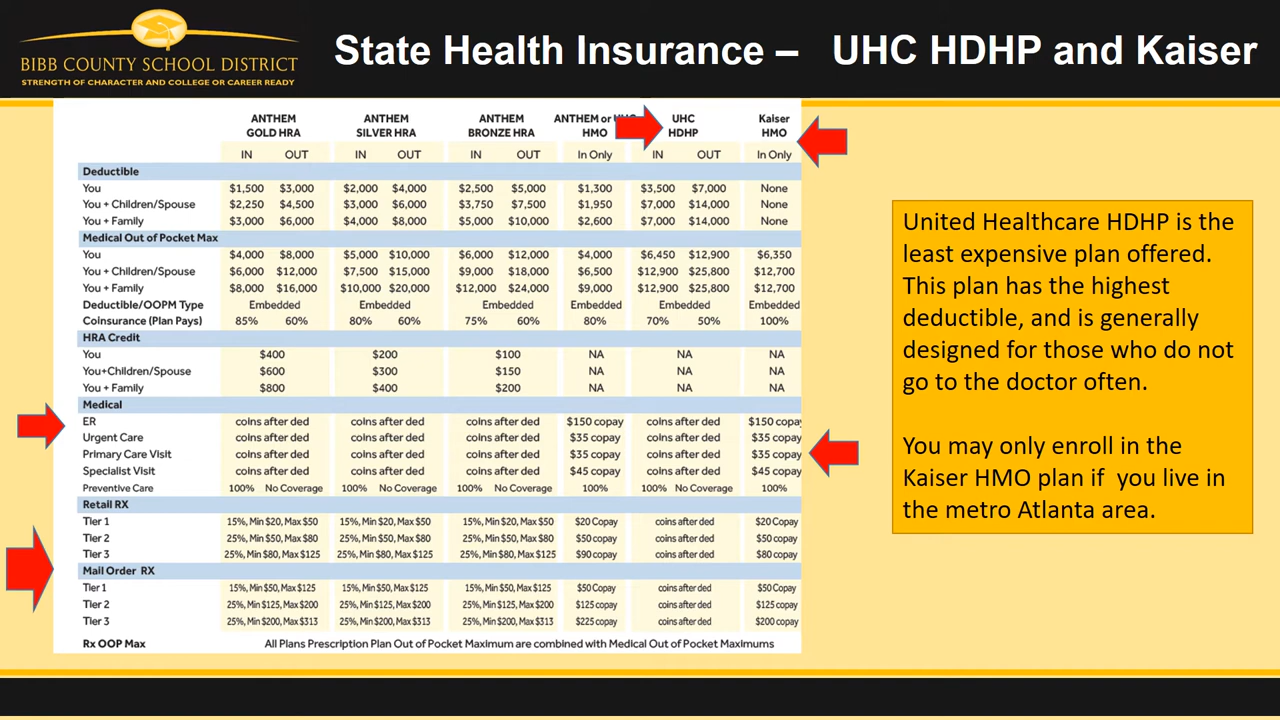 BIBB COUNTY SCHOOL DISTRICT
STRENGTH OF CHARACTER AND COLLEGE OR CAREER READY
State Health Insurance – UHC HDHP and Kaiser
ANTHEM ANTHEM ANTHEM ANTHEM or UHC UHC Kaiser
GOLD HRA SILVER HRA BRONZE HRA HMO HDHP HMO
IN OUT IN OUT IN OUT In Only IN OUT In Only
Deductible
You $1,500 $3,000 $2,000 $4,000 $2,500 $5,000 $1,300 $3,500 $7,000 None
You + Children/Spouse $2,250 $4,500 $3,000 $6,000 $3,750 $7,500 $1,950 $7,000 $14,000 None
You + Family $3,000 $6,000 $4,000 $8,000 $5,000 $10,000 $2,600 $7,000 $14,000 None
Medical Out of Pocket Max
You $4,000 $8,000 $5,000 $10,000 $6,000 $12,000 $4,000 $6,450 $12,900 $6,350
You + Children/Spouse $6,000 $12,000 $7,500 $15,000 $9,000 $18,000 $6,500 $12,900 $25,800 $12,700
You + Family $8,000 $16,000 $10,000 $20,000 $12,000 $24,000 $9,000 $12,900 $25,800 $12,700
Deductible/OOPM Type Embedded Embedded Embedded Embedded Embedded Embedded
Coinsurance (Plan Pays) 85% 60% 80% 60% 75% 60% 80% 70% 50% 100%
HRA Credit
You $400 $200 $100 NA NA NA
You+Children/Spouse $600 $300 $150 NA NA NA
You + Family $800 $400 $200 NA NA NA
Medical
ER coins after ded coins after ded coins after ded $150 copay coins after ded $150 copay
Urgent Care coins after ded coins after ded coins after ded $35 copay coins after ded $35 copay
Primary Care Visit coins after ded coins after ded coins after ded $35 copay coins after ded $35 copay
Specialist Visit coins after ded coins after ded coins after ded $45 copay coins after ded $45 copay
Preventive Care 100% No Coverage 100% No Coverage 100% No Coverage 100% 100% No Coverage 100%
Retail RX
Tier 1 15%, Min $20, Max $50 15%, Min $20, Max $50 15%, Min $20, Max $50 $20 Copay coins after ded $20 Copay
Tier 2 25%, Min $50, Max $80 25%, Min $50, Max $80 25%, Min $50, Max $80 $50 copay coins after ded $50 copay
Tier 3 25%, Min $80, Max $125 25%, Min $80, Max $125 25%, Min $80, Max $125 $90 copay coins after ded $80 copay
Mail Order RX
Tier 1 15%, Min $50, Max $125 15%, Min $50, Max $125 15%, Min $50, Max $125 $50 Copay coins after ded $50 Copay
Tier 2 25%, Min $125, Max $200 25%, Min $125, Max $200 25%, Min $125, Max $200 $125 copay coins after ded $125 copay
Tier 3 25%, Min $200, Max $313 25%, Min $200, Max $313 25%, Min $200, Max $313 $225 copay coins after ded $200 copay
Rx OOP Max All Plans Prescription Plan Out of Pocket Maximum are combined with Medical Out of Pocket Maximums
United Healthcare HDHP is the
least expensive plan offered.
This plan has the highest
deductible, and is generally
designed for those who do not
go to the doctor often.
You may only enroll in the
Kaiser HMO plan if you live in
the metro Atlanta area.